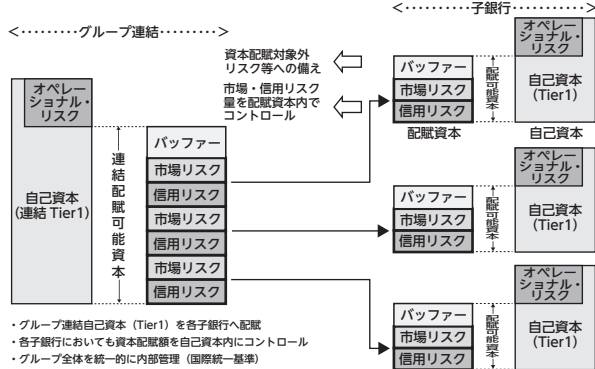 <‥‥‥‥グループ連結‥‥‥‥>
オペレー
ショナル・
リスク
自己資本
(連結 Tier1)
連結配賦可能資本
バッファー
市場リスク
信用リスク
市場リスク
信用リスク
市場リスク
信用リスク
・グループ連結自己資本（Tier1）を各子銀行へ配賦
・各子銀行においても資本配賦額を自己資本内にコントロール
・グループ全体を統一的に内部管理（国際統一基準）
資本配賦対象外
リスク等への備え
市場・信用リスク
量を配賦資本内で
コントロール
<‥‥‥‥子銀行‥‥‥‥>
バッファー
市場リスク
信用リスク
配賦資本
配賦可能資本
オペレー
ショナル・
リスク
自己資本
(Tier1)
自己資本
バッファー
市場リスク
信用リスク
配賦可能資本
オペレー
ショナル・
リスク
自己資本
(Tier1)
バッファー
市場リスク
信用リスク
配賦可能資本
オペレー
ショナル・
リスク
自己資本
(Tier1)